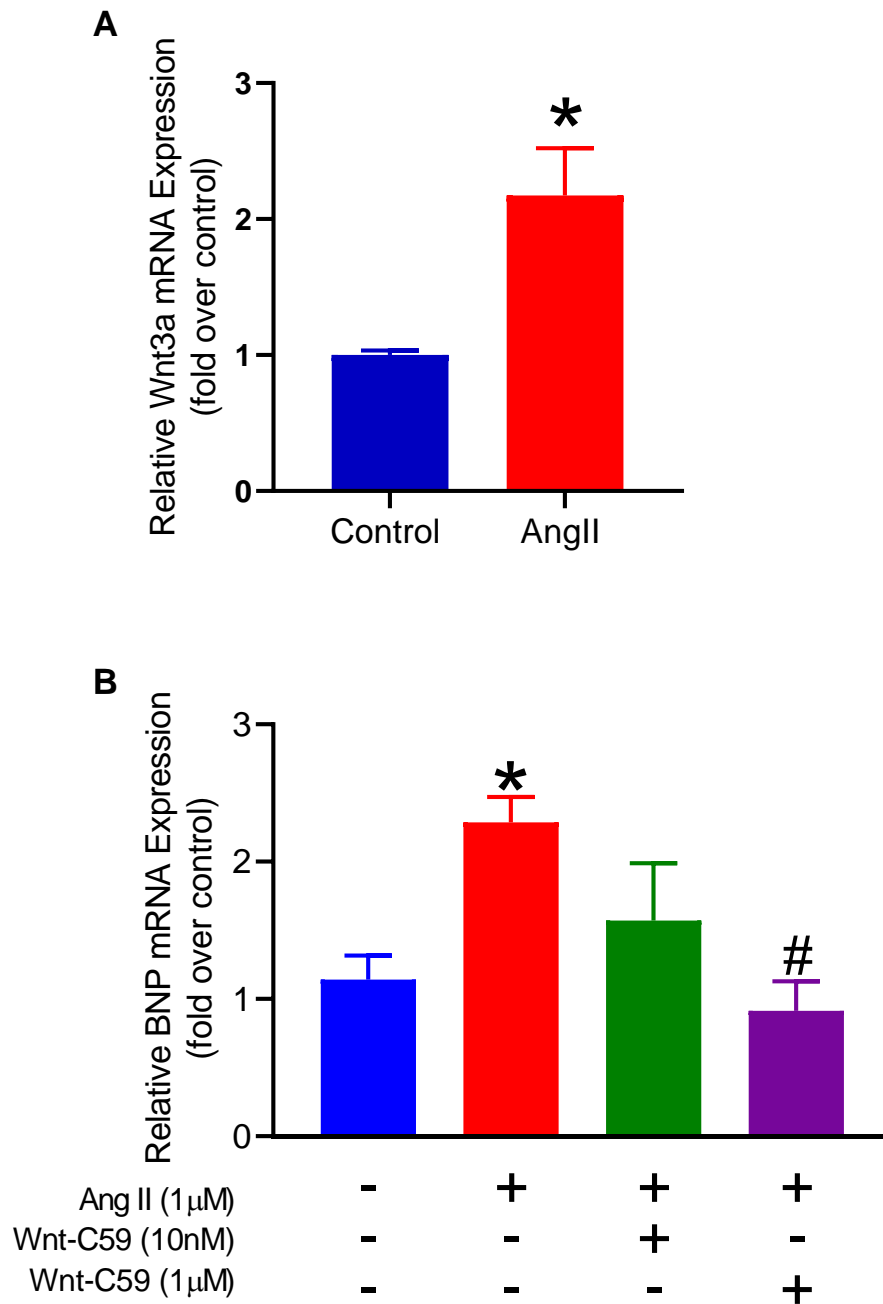 A
Relative Wnt3a mRNA Expression
(fold over control)
3
2
1
0
*
Control AngII
B
Relative BNP mRNA Expression
(fold over control)
3
2
1
0
*
#
Ang II (1μM) - + + +
Wnt-C59 (10nM) - - + -
Wnt-C59 (1μM) - - - +